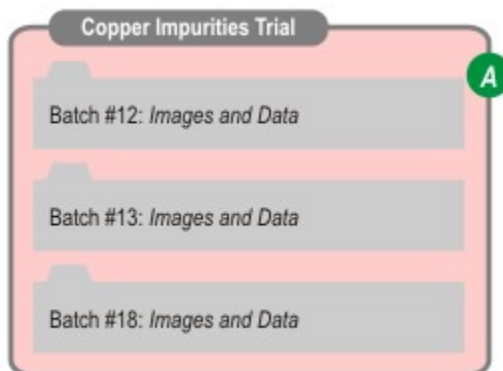 Copper Impurities Trial
A
Batch #12: Images and Data
Batch #13: Images and Data
Batch #18: Images and Data